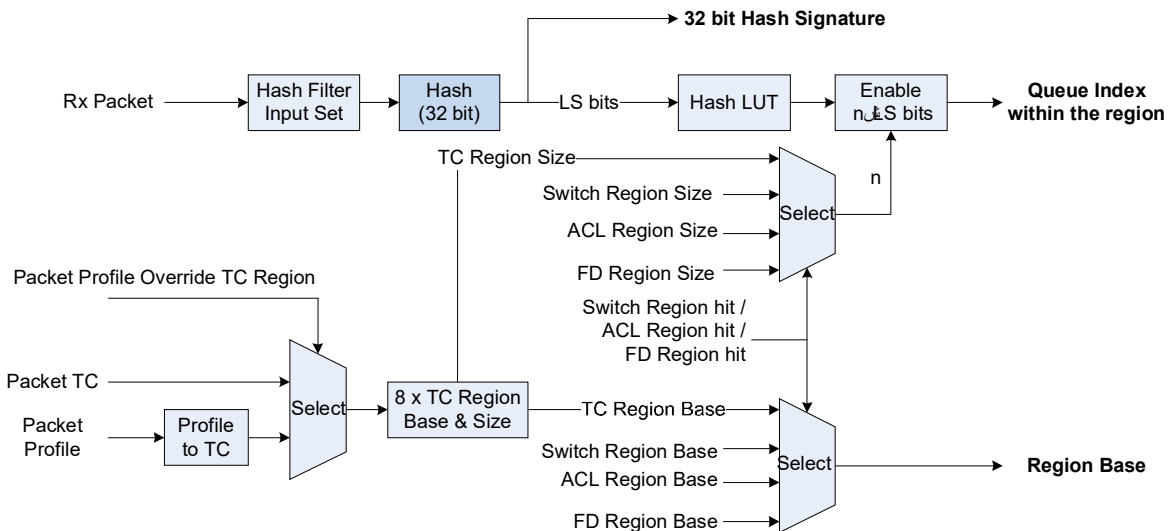 32 bit Hash Signature
Rx Packet
Hash Filter
Input Set
Hash
(32 bit)
LS bits
Hash LUT
Enable
LS bits
Queue Index
within the region
TC Region Size
Switch Region Size
ACL Region Size
FD Region Size
Select
n
Packet Profile Override TC Region
Switch Region hit /
ACL Region hit /
FD Region hit
Packet TC
Packet
Profile
Profile
to TC
Select
8 x TC Region
Base & Size
TC Region Base
Switch Region Base
ACL Region Base
FD Region Base
Select
Region Base